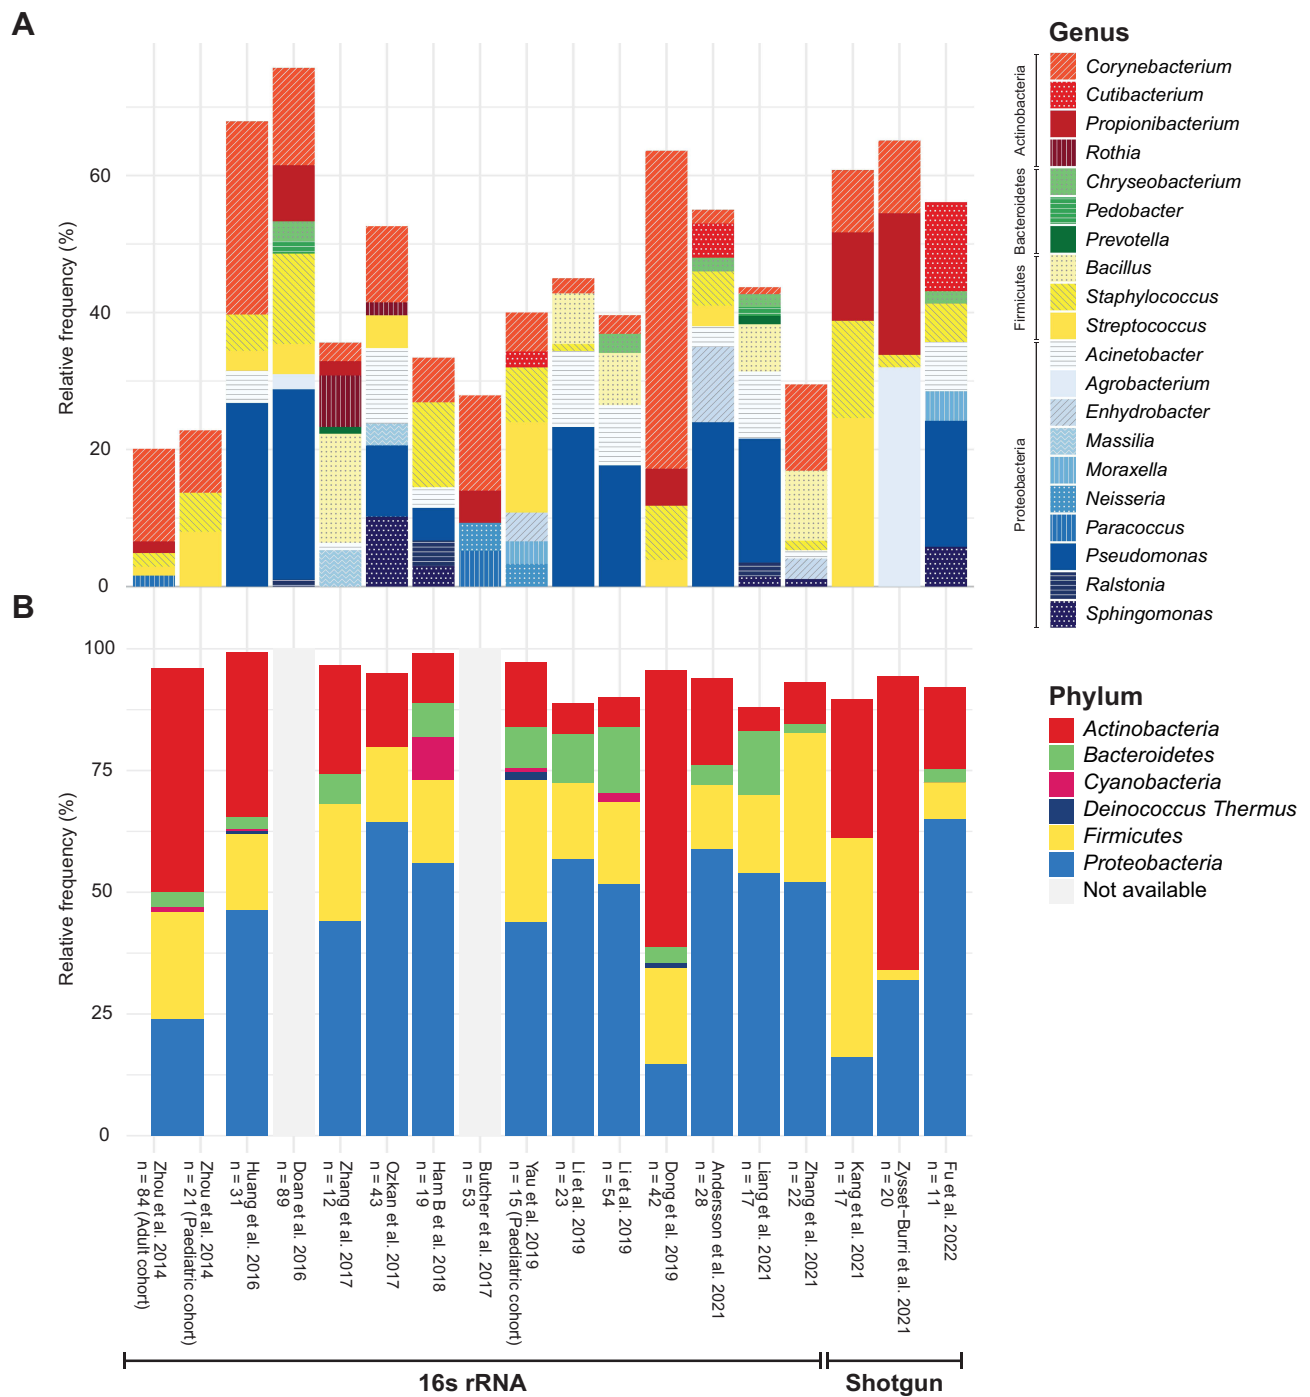 A
Relative frequency (%)
60
40
20
0
Genus
Actinobacteria
Corynebacterium
Cutibacterium
Propionibacterium
Rothia
Bacteroidetes
Chryseobacterium
Pedobacter
Prevotella
Firmicutes
Bacillus
Staphylococcus
Streptococcus
Proteobacteria
Acinetobacter
Agrobacterium
Enhydrobacter
Massilia
Moraxella
Neisseria
Paracoccus
Pseudomonas
Ralstonia
Sphingomonas
B
Relative frequency (%)
100
75
50
25
0
Phylum
Actinobacteria
Bacteroidetes
Cyanobacteria
Deinococcus Thermus
Firmicutes
Proteobacteria
Not available
Zhou et al. 2014
n = 84 (Adult cohort)
Zhou et al. 2014
n = 21 (Paediatric cohort)
Huang et al. 2016
n = 31
Doan et al. 2016
n = 89
Zhang et al. 2017
n = 12
Ozkan et al. 2017
n = 43
Ham B et al. 2018
n = 19
Butcher et al. 2017
n = 53
Yau et al. 2019
n = 15 (Paediatric cohort)
Li et al. 2019
n = 23
Li et al. 2019
n = 54
Dong et al. 2019
n = 42
Andersson et al. 2021
n = 28
Liang et al. 2021
n = 17
Zhang et al. 2021
n = 22
Kang et al. 2021
n = 17
Zysset−Burri et al. 2021
n = 20
Fu et al. 2022
n = 11
16s rRNA
Shotgun